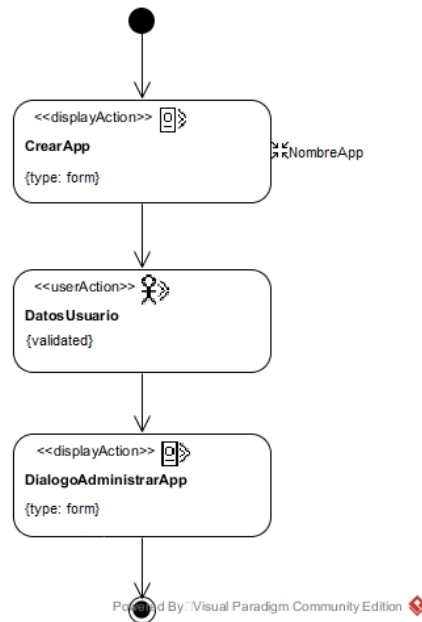 <<displayAction>>
CrearApp
{type: form}
NombreApp
<<userAction>>
DatosUsuario
{validated}
<<displayAction>>
DialogoAdministrarApp
{type: form}
Powered By Visual Paradigm Community Edition